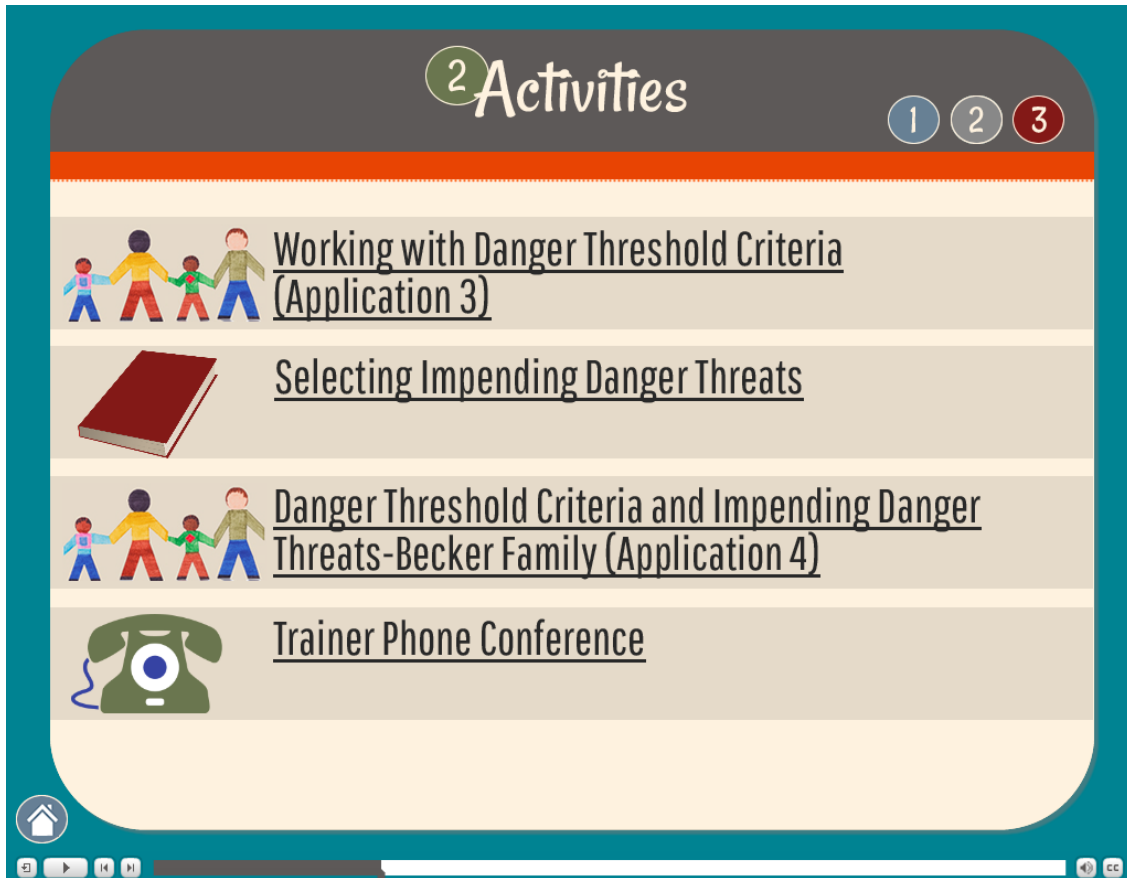 2 Activities
1 2 3
Working with Danger Threshold Criteria
(Application 3)
Selecting Impending Danger Threats
Danger Threshold Criteria and Impending Danger
Threats-Becker Family (Application 4)
Trainer Phone Conference
CC